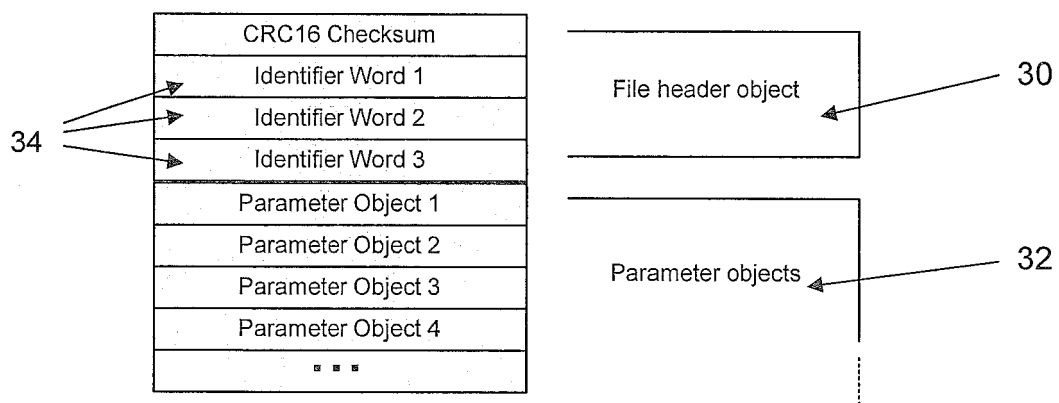 CRC16 Checksum
Identifier Word 1
Identifier Word 2
Identifier Word 3
Parameter Object 1
Parameter Object 2
Parameter Object 3
Parameter Object 4
...
34
File header object
30
Parameter objects
32